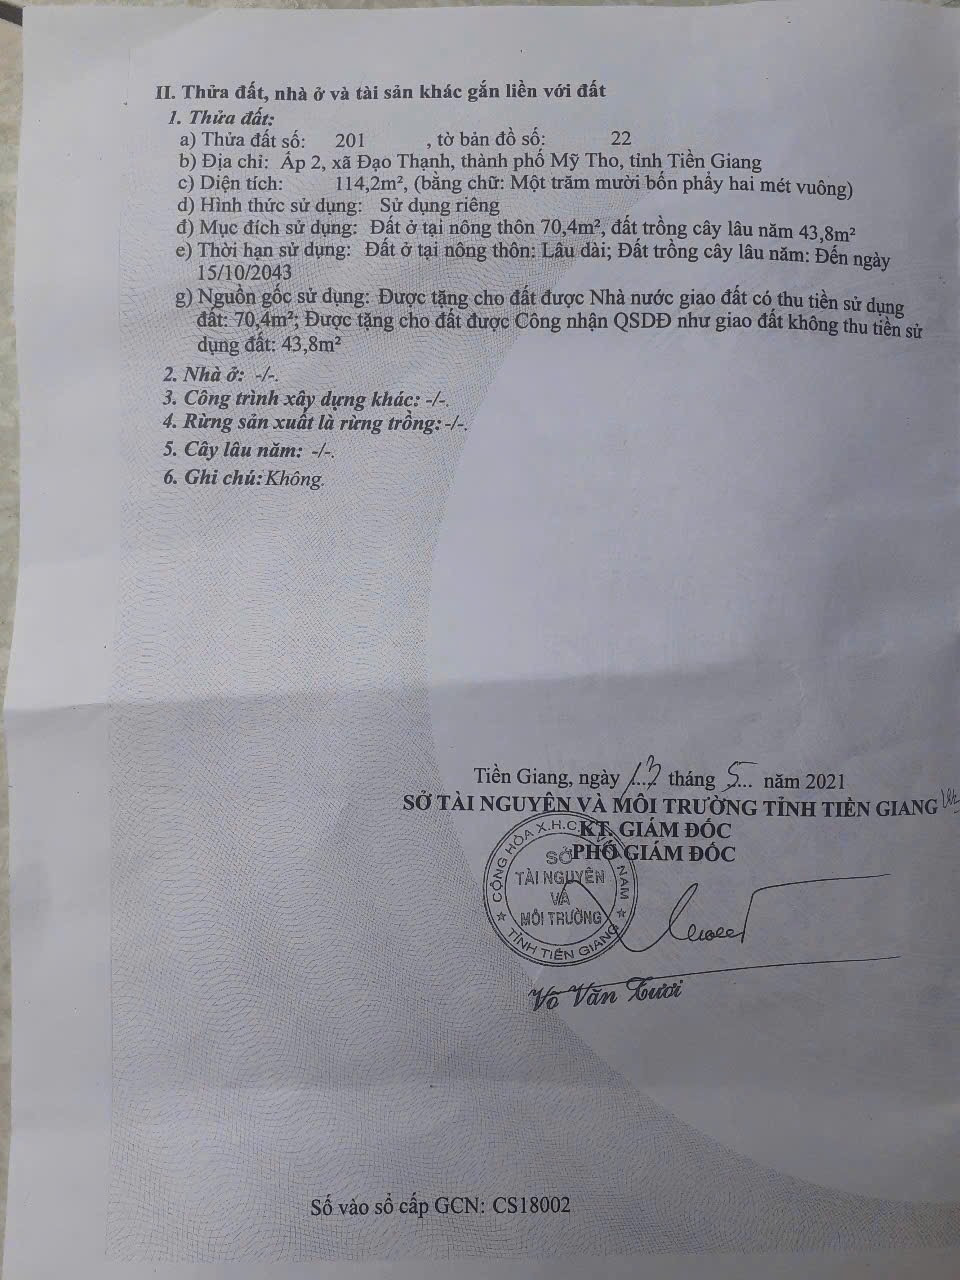 II. Thửa đất, nhà ở và tài sản khác gắn liền với đất
1. Thửa đất:
a) Thửa đất số: 201 , tờ bản đồ số: 22
b) Địa chỉ: Ấp 2, xã Đạo Thạnh, thành phố Mỹ Tho, tỉnh Tiền Giang
c) Diện tích: 114,2m², (bằng chữ: Một trăm mười bốn phẩy hai mét vuông)
d) Hình thức sử dụng: Sử dụng riêng
đ) Mục đích sử dụng: Đất ở tại nông thôn 70,4m², đất trồng cây lâu năm 43,8m²
e) Thời hạn sử dụng: Đất ở tại nông thôn: Lâu dài; Đất trồng cây lâu năm: Đến ngày
15/10/2043
g) Nguồn gốc sử dụng: Được tặng cho đất được Nhà nước giao đất có thu tiền sử dụng
đất: 70,4m²; Được tặng cho đất được Công nhận QSDĐ như giao đất không thu tiền sử
dụng đất: 43,8m²
2. Nhà ở: -/-.
3. Công trình xây dựng khác: -/-.
4. Rừng sản xuất là rừng trồng: -/-.
5. Cây lâu năm: -/-.
6. Ghi chú: Không.
Tiền Giang, ngày 13 tháng 5 năm 2021
SỞ TÀI NGUYÊN VÀ MÔI TRƯỜNG TỈNH TIỀN GIANG
KT. GIÁM ĐỐC
PHÓ GIÁM ĐỐC
CỘNG HÒA X.H.C.N VIỆT NAM
SỞ
TÀI NGUYÊN
VÀ
MÔI TRƯỜNG
TỈNH TIỀN GIANG
Võ Văn Tươi
Số vào sổ cấp GCN: CS18002